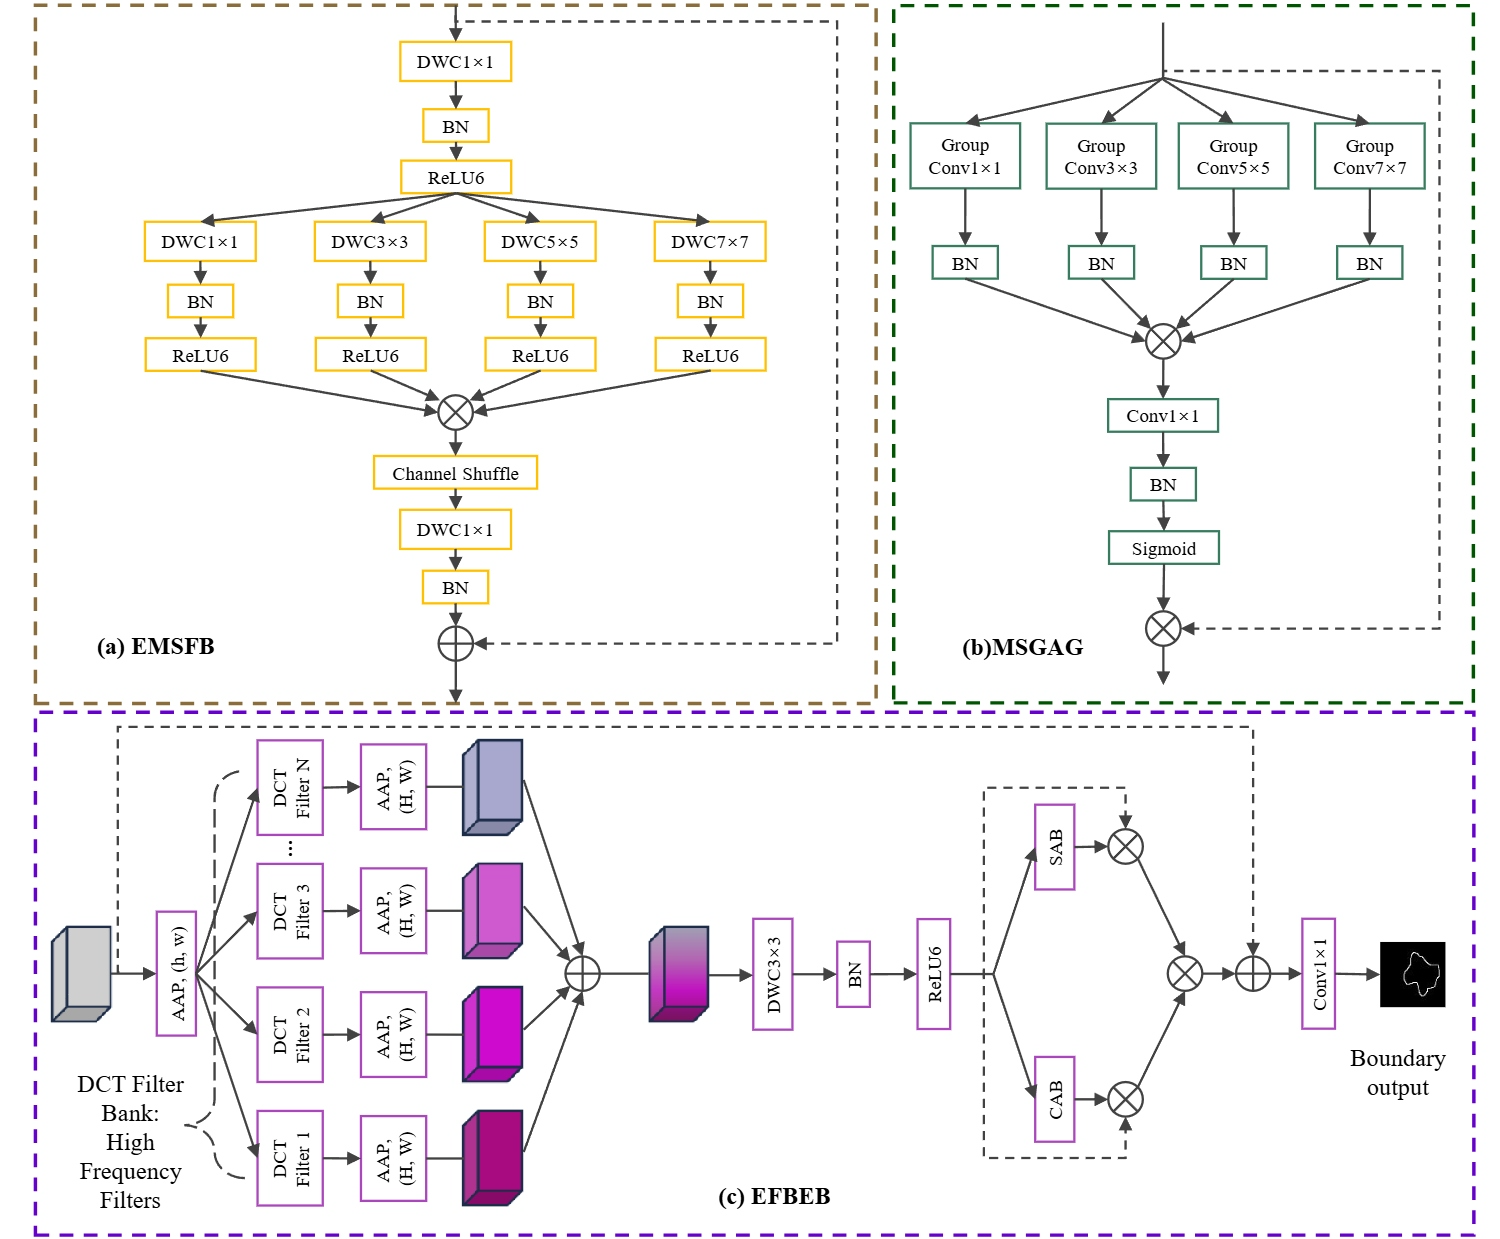 DWC1×1
BN
ReLU6
DWC1×1
DWC3×3
DWC5×5
DWC7×7
BN
BN
BN
BN
ReLU6
ReLU6
ReLU6
ReLU6
Channel Shuffle
DWC1×1
BN
(a) EMSFB
Group
Conv1×1
Group
Conv3×3
Group
Conv5×5
Group
Conv7×7
BN
BN
BN
BN
Conv1×1
BN
Sigmoid
(b)MSGAG
AAP, (h, w)
DCT
Filter N
AAP,
(H, W)
...
DCT
Filter 3
AAP,
(H, W)
DCT
Filter 2
AAP,
(H, W)
DCT
Filter 1
AAP,
(H, W)
DCT Filter
Bank:
High
Frequency
Filters
DWC3×3
BN
ReLU6
SAB
CAB
Conv1×1
Boundary
output
(c) EFBEB